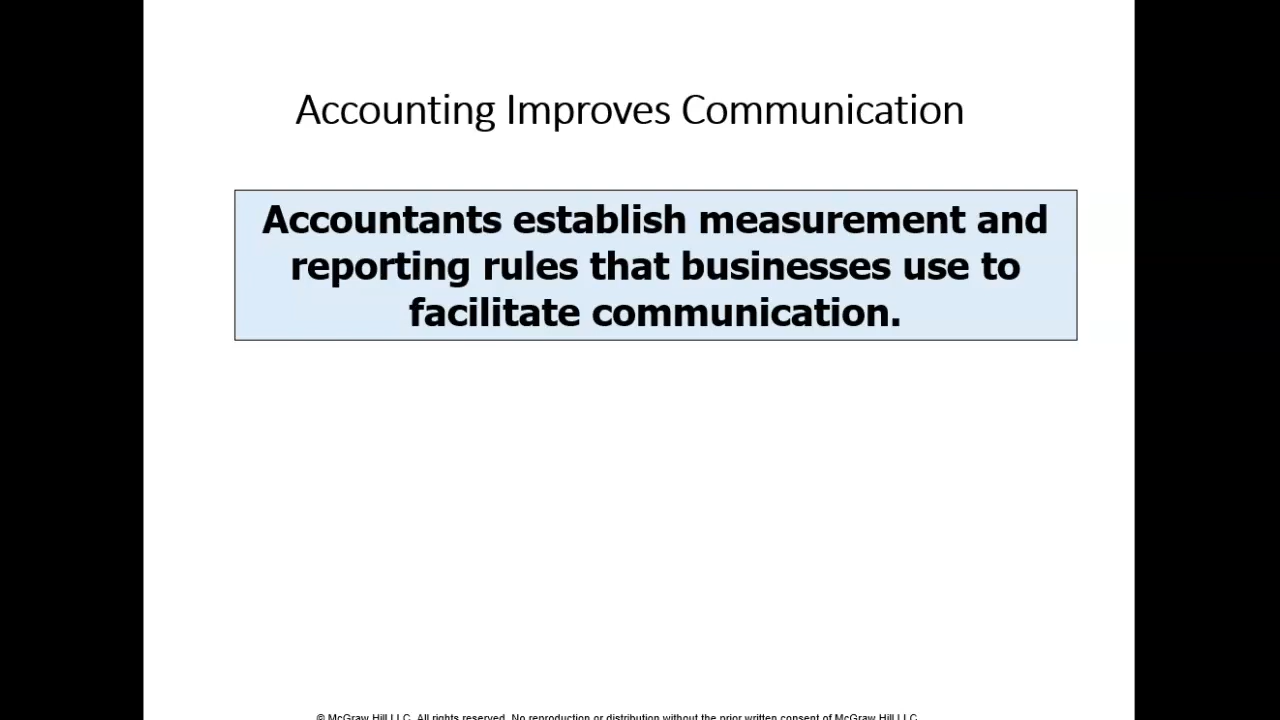 Accounting Improves Communication
Accountants establish measurement and
reporting rules that businesses use to
facilitate communication.
© McGraw Hill LLC. All rights reserved. No reproduction or distribution without the prior written consent of McGraw Hill LLC